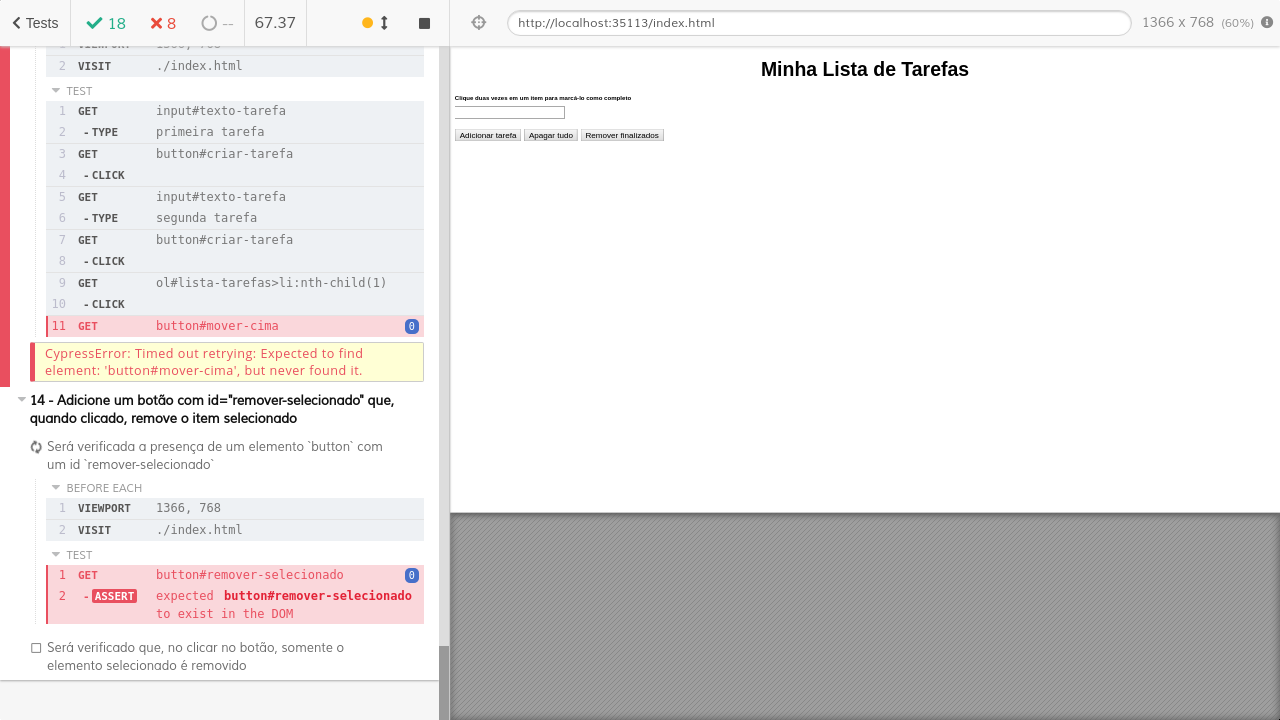 Tests
18
8
--
67.37
http://localhost:35113/index.html
1366 x 768 (60%)
2 VISIT ./index.html
TEST
1 GET input#texto-tarefa
2 - TYPE primeira tarefa
3 GET button#criar-tarefa
4 - CLICK
5 GET input#texto-tarefa
6 - TYPE segunda tarefa
7 GET button#criar-tarefa
8 - CLICK
9 GET ol#lista-tarefas>li:nth-child(1)
10 - CLICK
11 GET button#mover-cima 0
CypressError: Timed out retrying: Expected to find
element: 'button#mover-cima', but never found it.
14 - Adicione um botão com id="remover-selecionado" que,
quando clicado, remove o item selecionado
Será verificada a presença de um elemento `button` com
um id `remover-selecionado`
BEFORE EACH
1 VIEWPORT 1366, 768
2 VISIT ./index.html
TEST
1 GET button#remover-selecionado 0
2 - ASSERT expected button#remover-selecionado
to exist in the DOM
Será verificado que, no clicar no botão, somente o
elemento selecionado é removido
Minha Lista de Tarefas
Clique duas vezes em um item para marcá-lo como completo
Adicionar tarefa Apagar tudo Remover finalizados